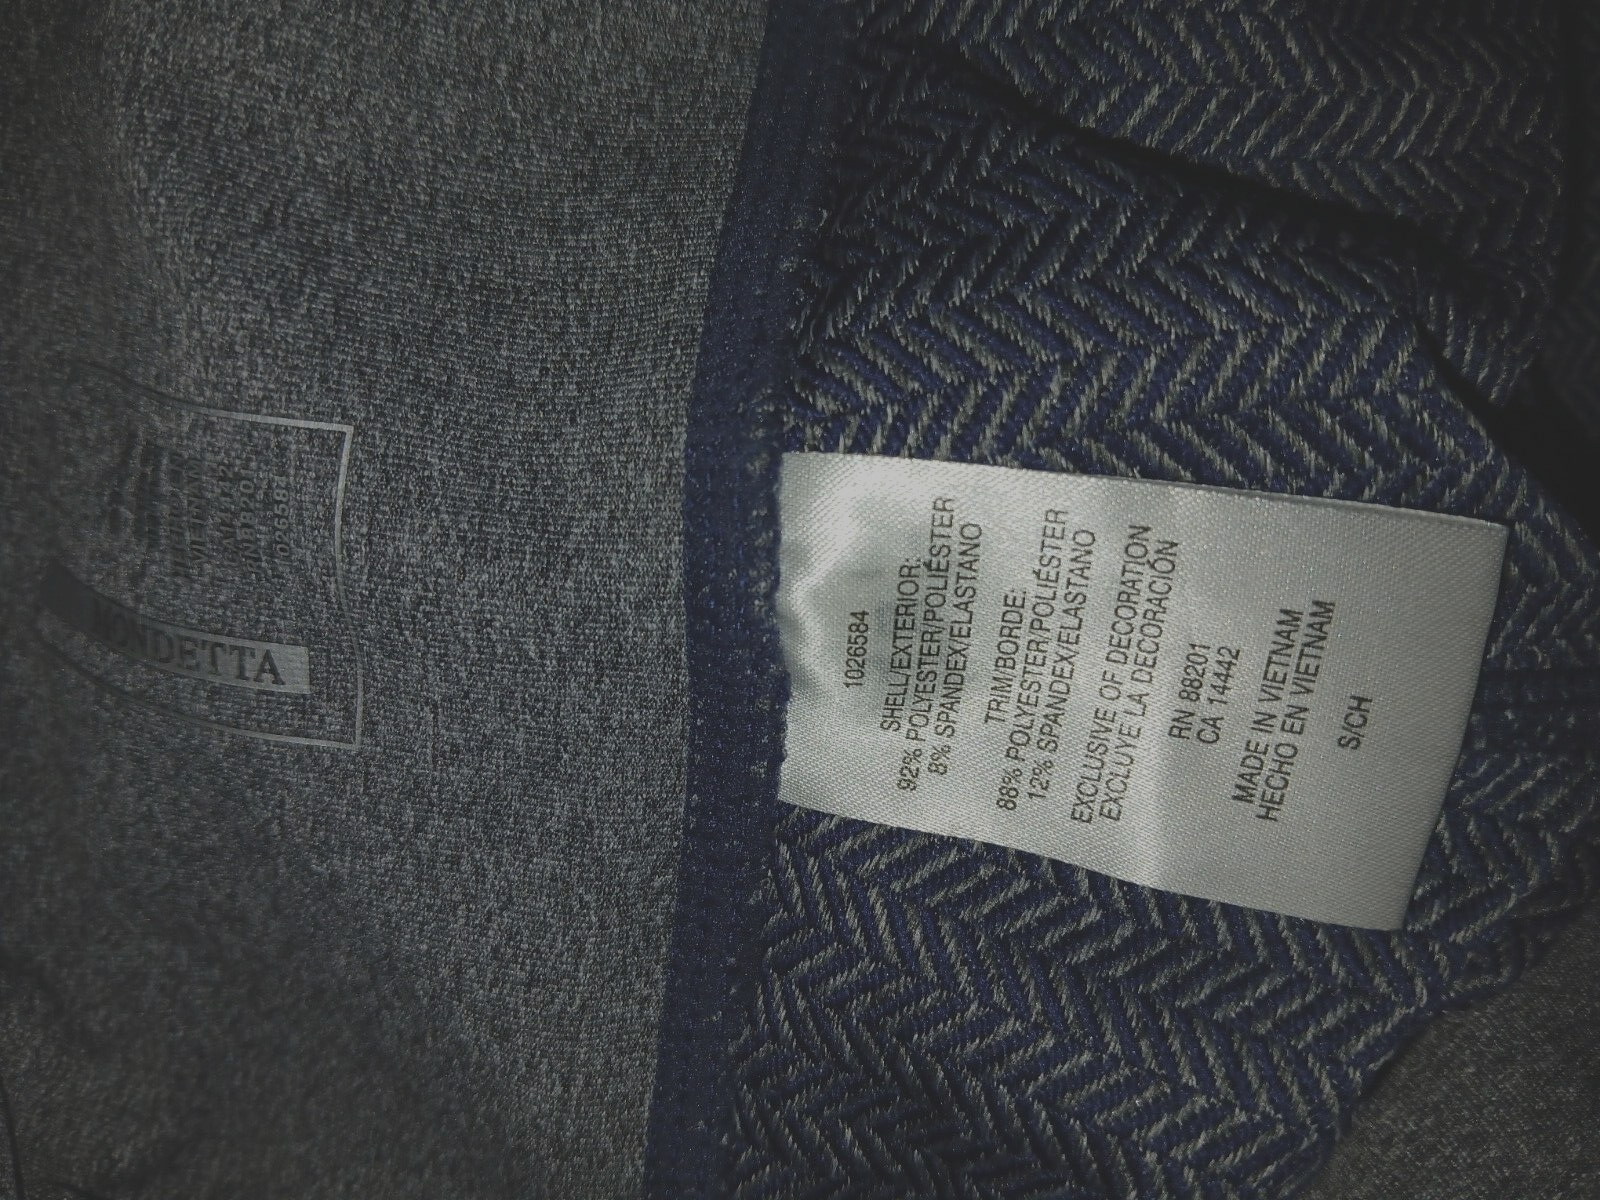 MONDETTA
1026584
SHELL/EXTERIOR:
92% POLYESTER/POLIÉSTER
8% SPANDEX/ELASTANO
TRIM/BORDE:
88% POLYESTER/POLIÉSTER
12% SPANDEX/ELASTANO
EXCLUSIVE OF DECORATION
EXCLUYE LA DECORACIÓN
RN 88201
CA 14442
MADE IN VIETNAM
HECHO EN VIETNAM
S/CH